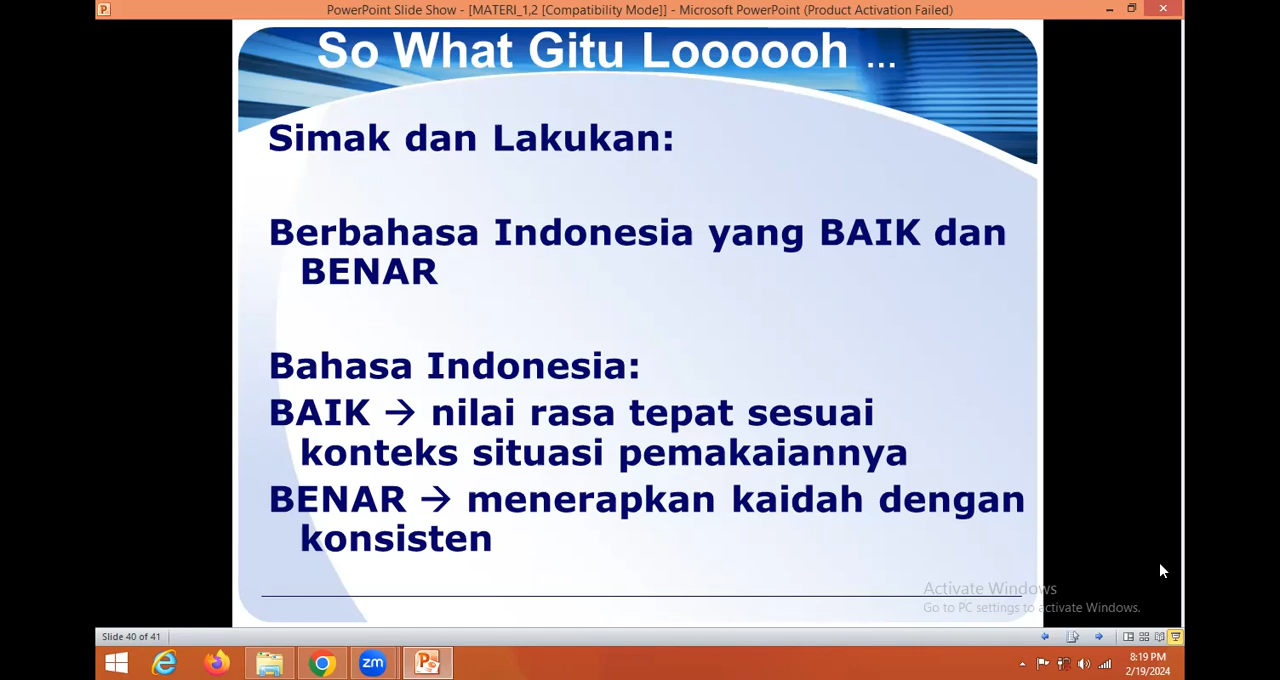 PowerPoint Slide Show - [MATERI_1,2 [Compatibility Mode]] - Microsoft PowerPoint (Product Activation Failed)
So What Gitu Loooooh ...
Simak dan Lakukan:
Berbahasa Indonesia yang BAIK dan
BENAR
Bahasa Indonesia:
BAIK → nilai rasa tepat sesuai
konteks situasi pemakaiannya
BENAR → menerapkan kaidah dengan
konsisten
Activate Windows
Go to PC settings to activate Windows.
Slide 40 of 41
zm
8:19 PM
2/19/2024